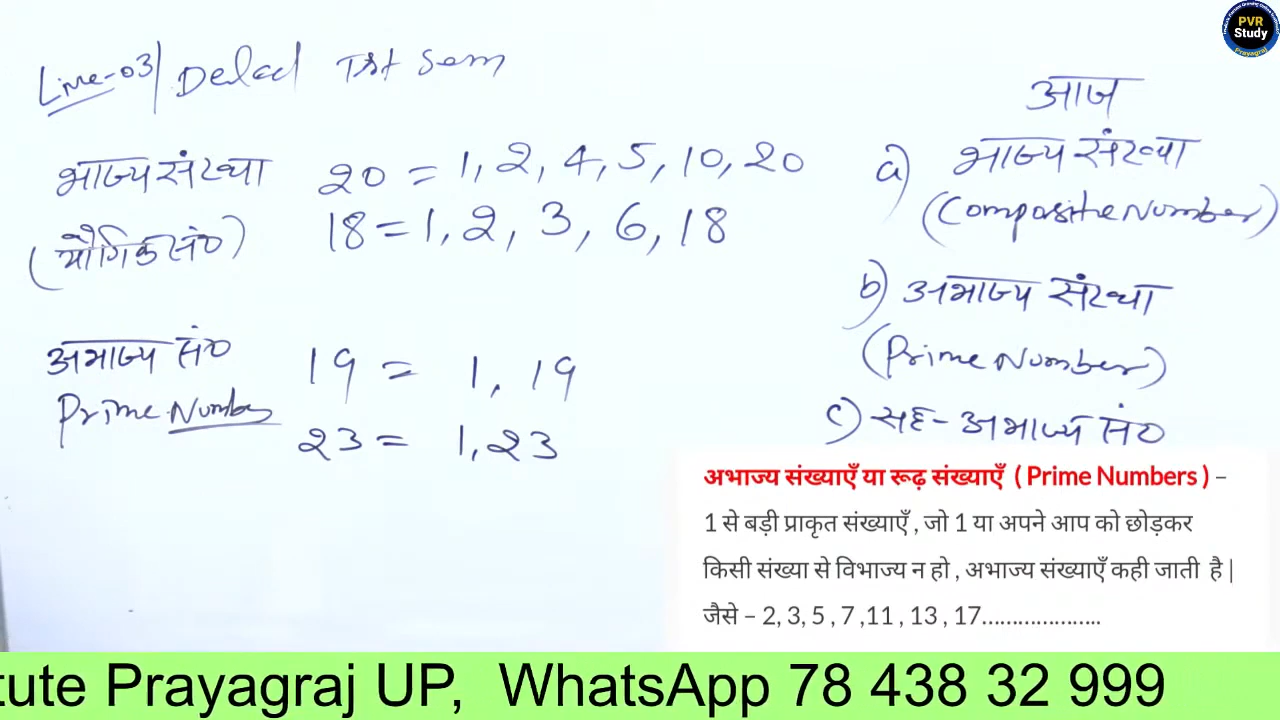 Live-03| Deled Ist Sem
भाज्य संख्या 20 = 1, 2, 4, 5, 10, 20
(यौगिक सं०) 18 = 1, 2, 3, 6, 18
अभाज्य सं० 19 = 1, 19
Prime Number 23 = 1, 23
आज
a) भाज्य संख्या
(Composite Number)
b) अभाज्य संख्या
(Prime Number)
c) सह-अभाज्य सं०
अभाज्य संख्याएँ या रूढ़ संख्याएँ ( Prime Numbers ) –
1 से बड़ी प्राकृत संख्याएँ , जो 1 या अपने आप को छोड़कर
किसी संख्या से विभाज्य न हो , अभाज्य संख्याएँ कही जाती है |
जैसे – 2, 3, 5 , 7 ,11 , 13 , 17....................
tute Prayagraj UP, WhatsApp 78 438 32 999
PVR
Study
Prayagraj